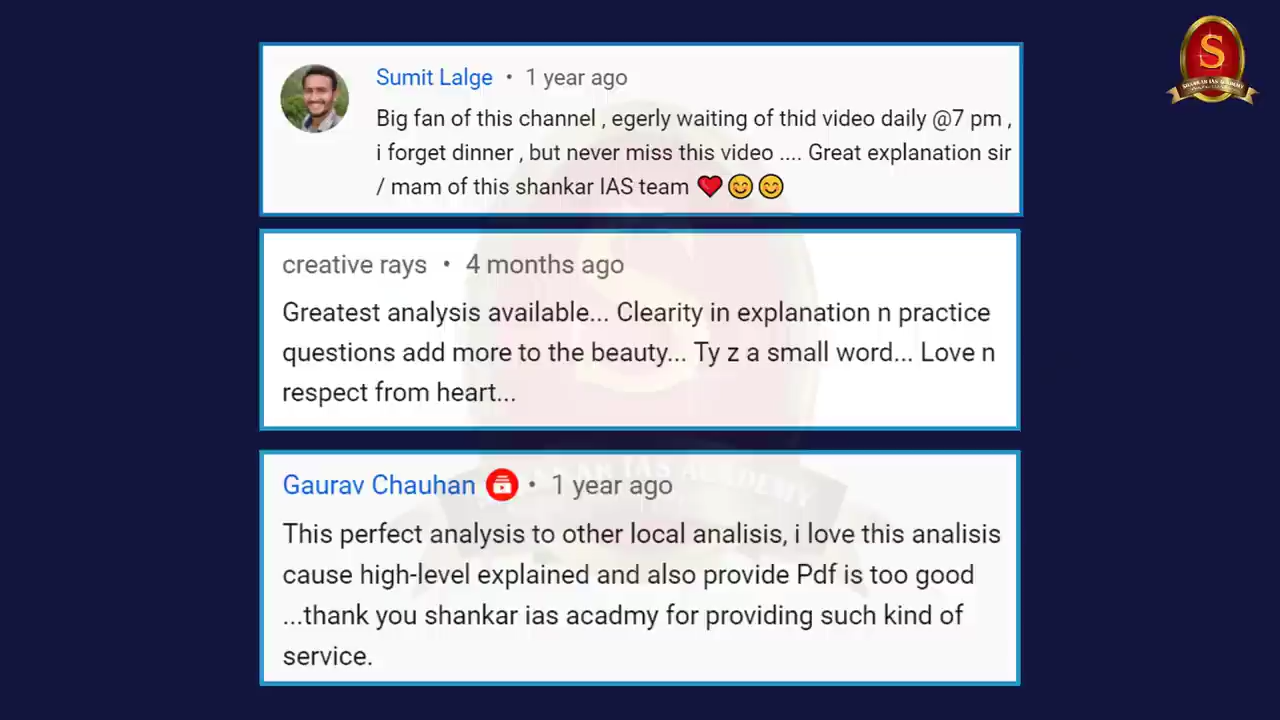 Sumit Lalge • 1 year ago
Big fan of this channel , egerly waiting of thid video daily @7 pm ,
i forget dinner , but never miss this video .... Great explanation sir
/ mam of this shankar IAS team ❤️😊😊
creative rays • 4 months ago
Greatest analysis available... Clearity in explanation n practice
questions add more to the beauty... Ty z a small word... Love n
respect from heart...
Gaurav Chauhan • 1 year ago
This perfect analysis to other local analisis, i love this analisis
cause high-level explained and also provide Pdf is too good
...thank you shankar ias acadmy for providing such kind of
service.
S
SHANKAR IAS ACADEMY